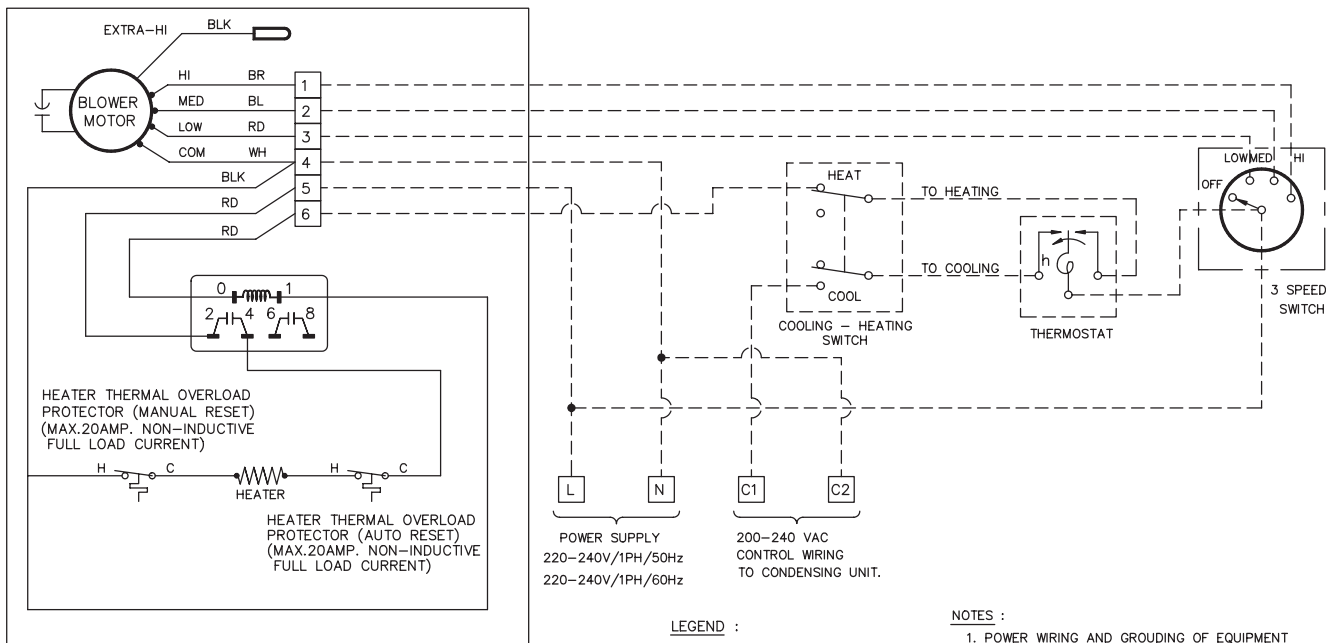 EXTRA-HI
BLK
HI BR
MED BL
LOW RD
COM WH
BLOWER
MOTOR
BLK
RD
RD
1
2
3
4
5
6
0 1
2 4 6 8
HEATER THERMAL OVERLOAD
PROTECTOR (MANUAL RESET)
(MAX.20AMP. NON-INDUCTIVE
FULL LOAD CURRENT)
H C
HEATER
H C
HEATER THERMAL OVERLOAD
PROTECTOR (AUTO RESET)
(MAX.20AMP. NON-INDUCTIVE
FULL LOAD CURRENT)
HEAT
COOL
COOLING - HEATING
SWITCH
TO HEATING
TO COOLING
h
THERMOSTAT
LOW MED HI
OFF
3 SPEED
SWITCH
L N
POWER SUPPLY
220-240V/1PH/50Hz
220-240V/1PH/60Hz
C1 C2
200-240 VAC
CONTROL WIRING
TO CONDENSING UNIT.
LEGEND :
NOTES :
1. POWER WIRING AND GROUDING OF EQUIPMENT